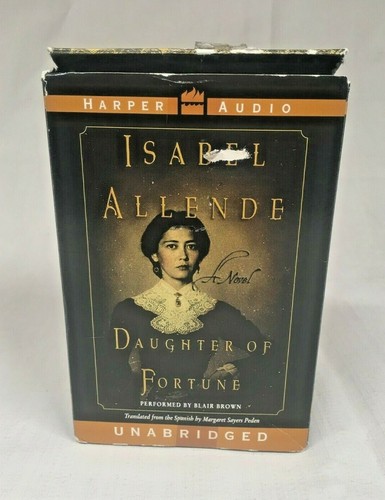 HARPER AUDIO
ISABEL
ALLENDE
A Novel
DAUGHTER OF
FORTUNE
PERFORMED BY BLAIR BROWN
Translated from the Spanish by Margaret Sayers Peden
UNABRIDGED